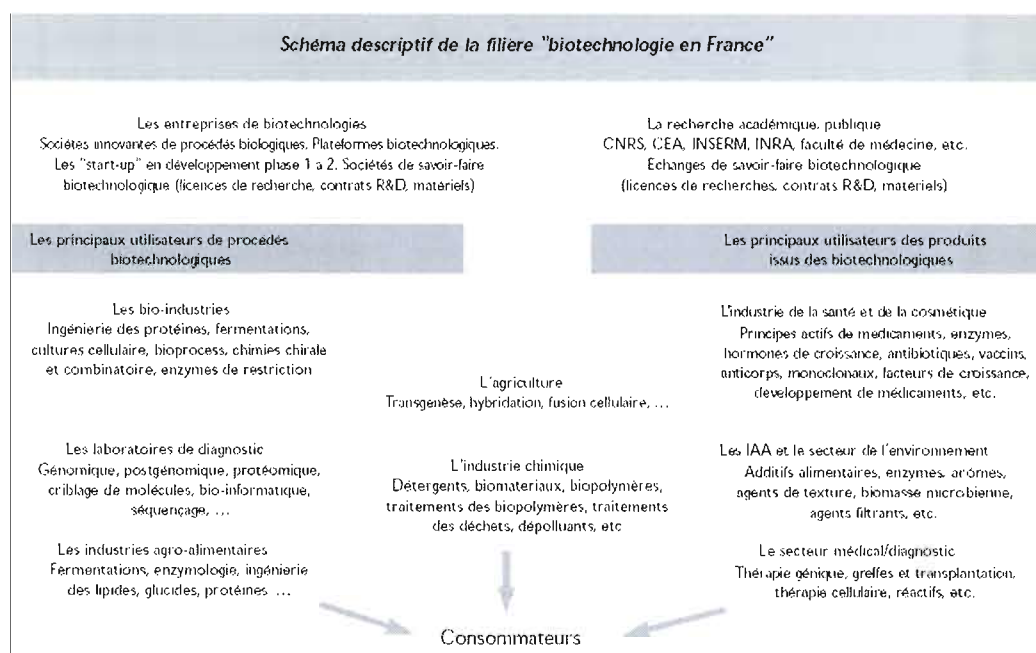 Schéma descriptif de la filière "biotechnologie en France"
Les entreprises de biotechnologies
Sociétes innovantes de procédés biologiques. Plateformes biotechnologiques.
Les "start-up" en développement phase 1 a 2. Sociétés de savoir-faire
biotechnologique (licences de recherche, contrats R&D, matériels)
La recherche académique, publique
CNRS, CEA, INSERM, INRA, faculté de médecine, etc.
Echanges de savoir-faire biotechnologique
(licences de recherches, contrats R&D, matériels)
Les principaux utilisateurs de procédés
biotechnologiques
Les principaux utilisateurs des produits
issus des biotechnologiques
Les bio-industries
Ingénierie des protéines, fermentations,
cultures cellulaire, bioprocess, chimies chirale
et combinatoire, enzymes de restriction
Les laboratoires de diagnostic
Génomique, postgénomique, protéomique,
criblage de molécules, bio-informatique,
séquençage, ...
Les industries agro-alimentaires
Fermentations, enzymologie, ingénierie
des lipides, glucides, protéines ...
L'agriculture
Transgenèse, hybridation, fusion cellulaire, ...
L'industrie chimique
Détergents, biomateriaux, biopolymères,
traitements des biopolymères, traitements
des déchets, dépolluants, etc
L'industrie de la santé et de la cosmétique
Principes actifs de medicaments, enzymes,
hormones de croissance, antibiotiques, vaccins,
anticorps, monoclonaux, facteurs de croissance,
developpement de médicaments, etc.
Les IAA et le secteur de l'environnement
Additifs alimentaires, enzymes, arômes,
agents de texture, biomasse microbienne,
agents filtrants, etc.
Le secteur médical/diagnostic
Thérapie génique, greffes et transplantation,
thérapie cellulaire, réactifs, etc.
Consommateurs